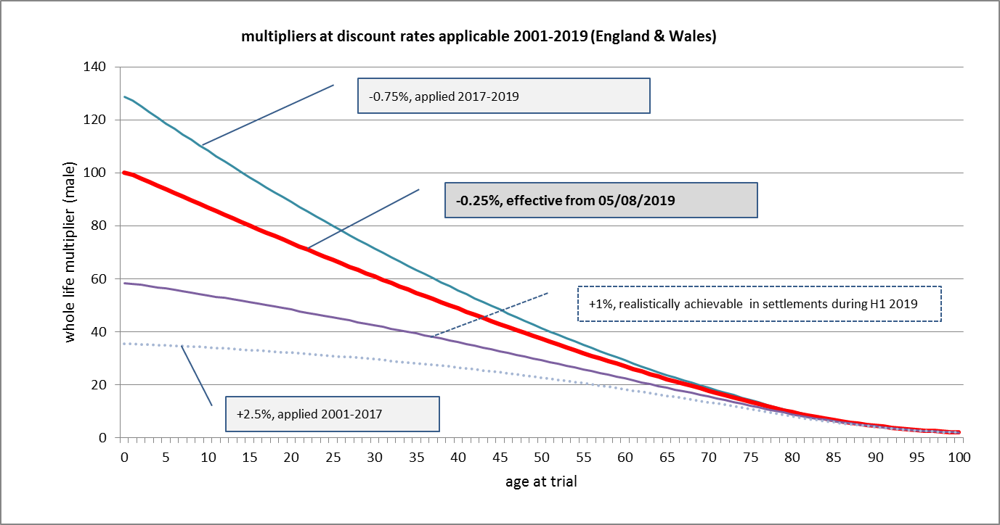 multipliers at discount rates applicable 2001-2019 (England & Wales)
140
120
100
80
60
40
20
0
whole life multiplier (male)
-0.75%, applied 2017-2019
-0.25%, effective from 05/08/2019
+1%, realistically achievable in settlements during H1 2019
+2.5%, applied 2001-2017
0 5 10 15 20 25 30 35 40 45 50 55 60 65 70 75 80 85 90 95 100
age at trial